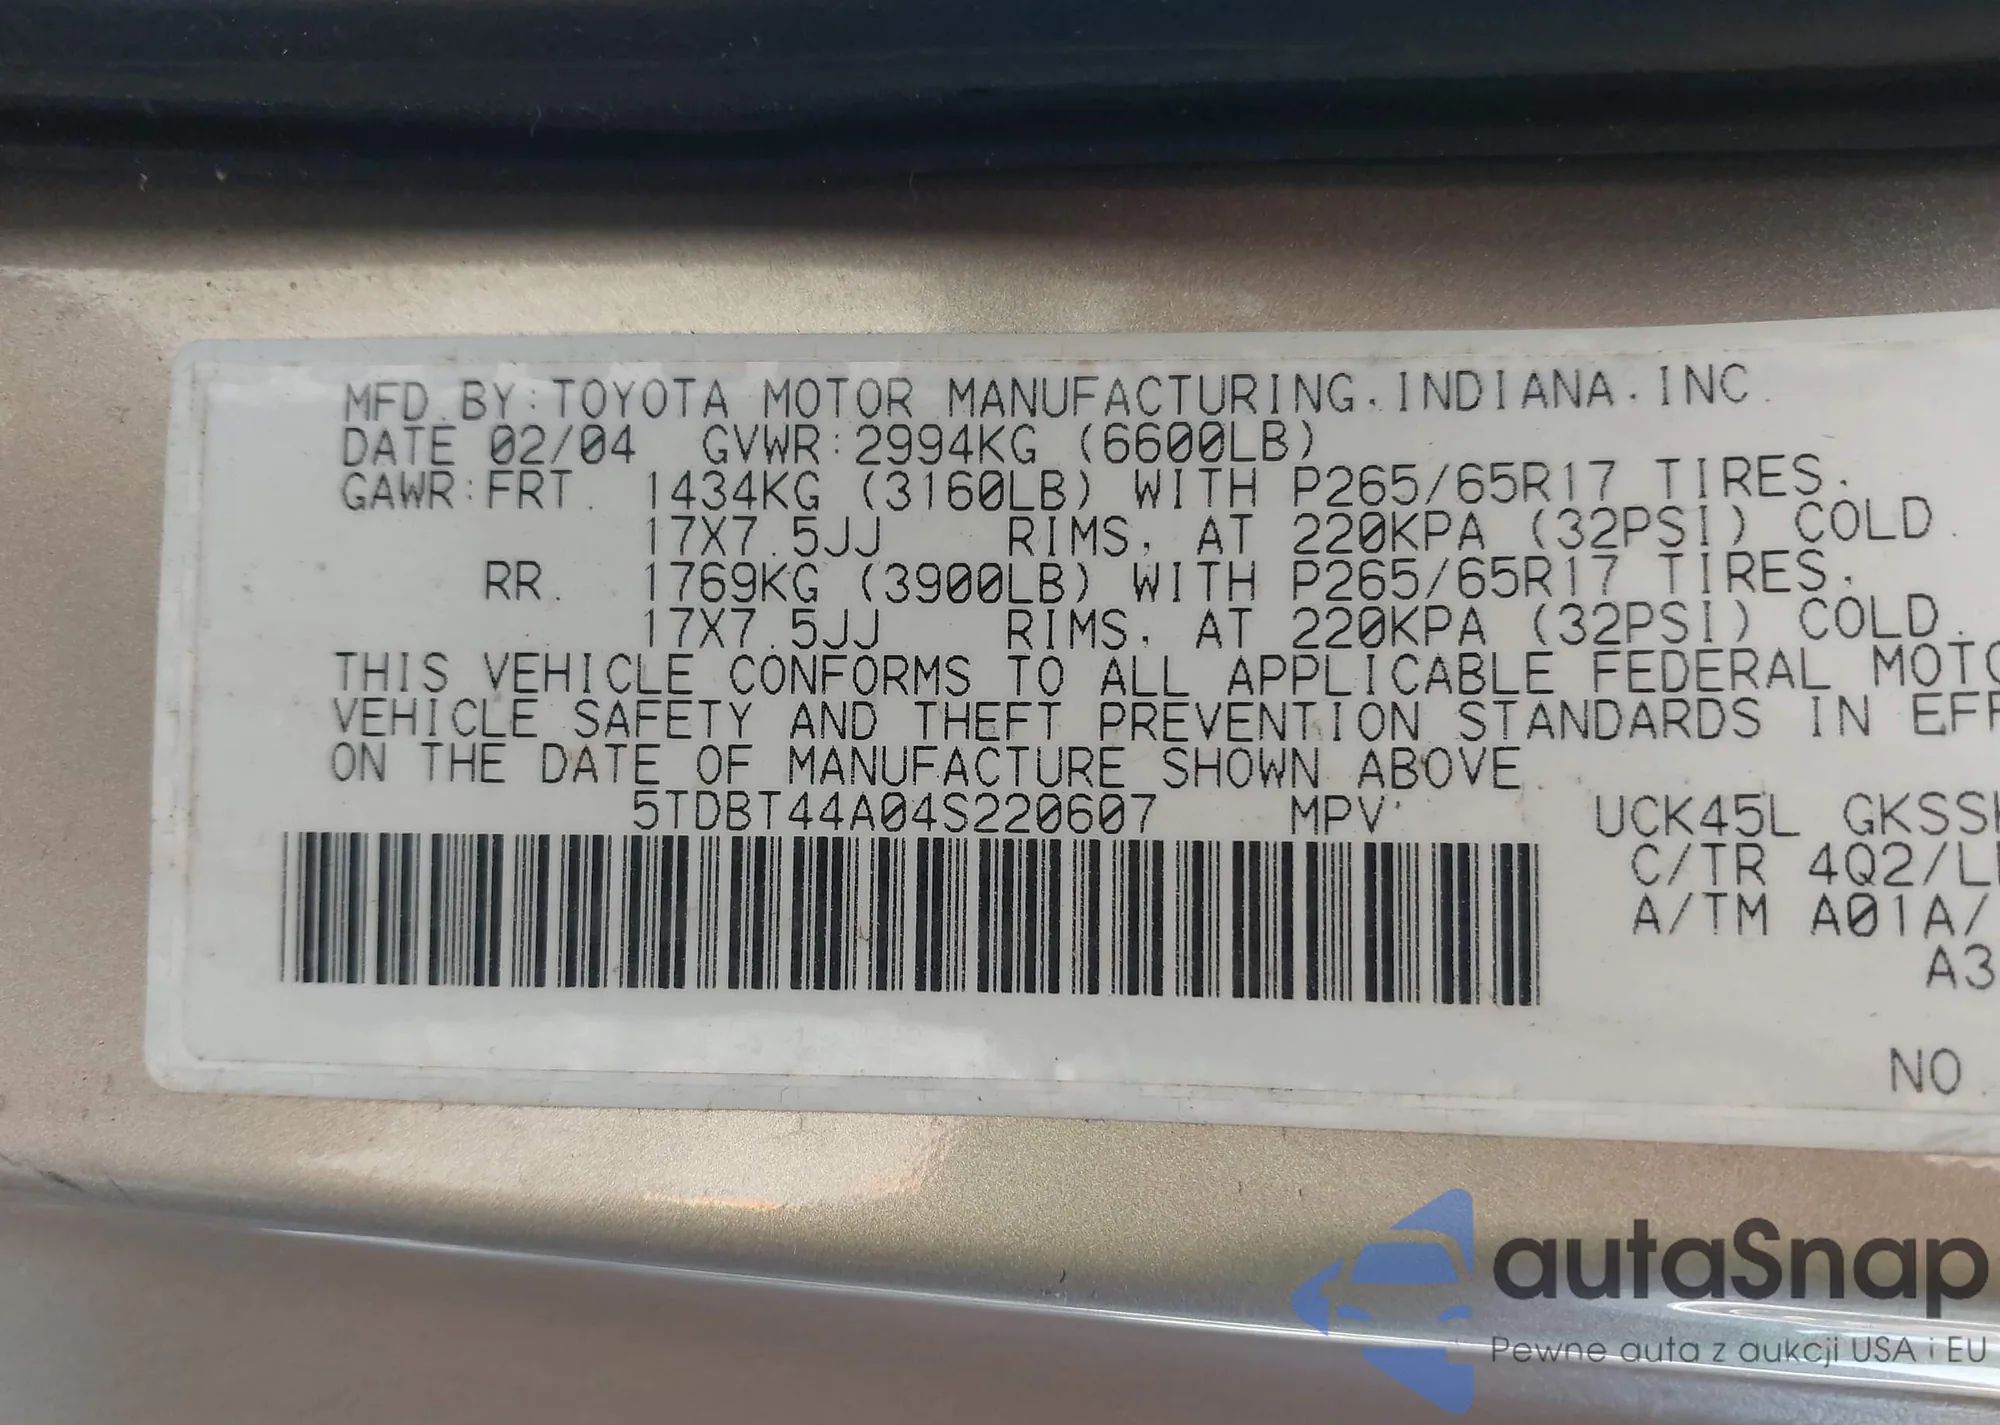 MFD.BY:TOYOTA MOTOR MANUFACTURING,INDIANA,INC.
DATE 02/04 GVWR:2994KG (6600LB)
GAWR:FRT. 1434KG (3160LB) WITH P265/65R17 TIRES,
17X7.5JJ RIMS, AT 220KPA (32PSI) COLD.
RR. 1769KG (3900LB) WITH P265/65R17 TIRES,
17X7.5JJ RIMS, AT 220KPA (32PSI) COLD.
THIS VEHICLE CONFORMS TO ALL APPLICABLE FEDERAL MOTO
VEHICLE SAFETY AND THEFT PREVENTION STANDARDS IN EFF
ON THE DATE OF MANUFACTURE SHOWN ABOVE.
5TDBT44A04S220607 MPV UCK45L GKSS
C/TR 4Q2/L
A/TM A01A/
A3
NO.
autaSnap
Pewne auta z aukcji USA i EU